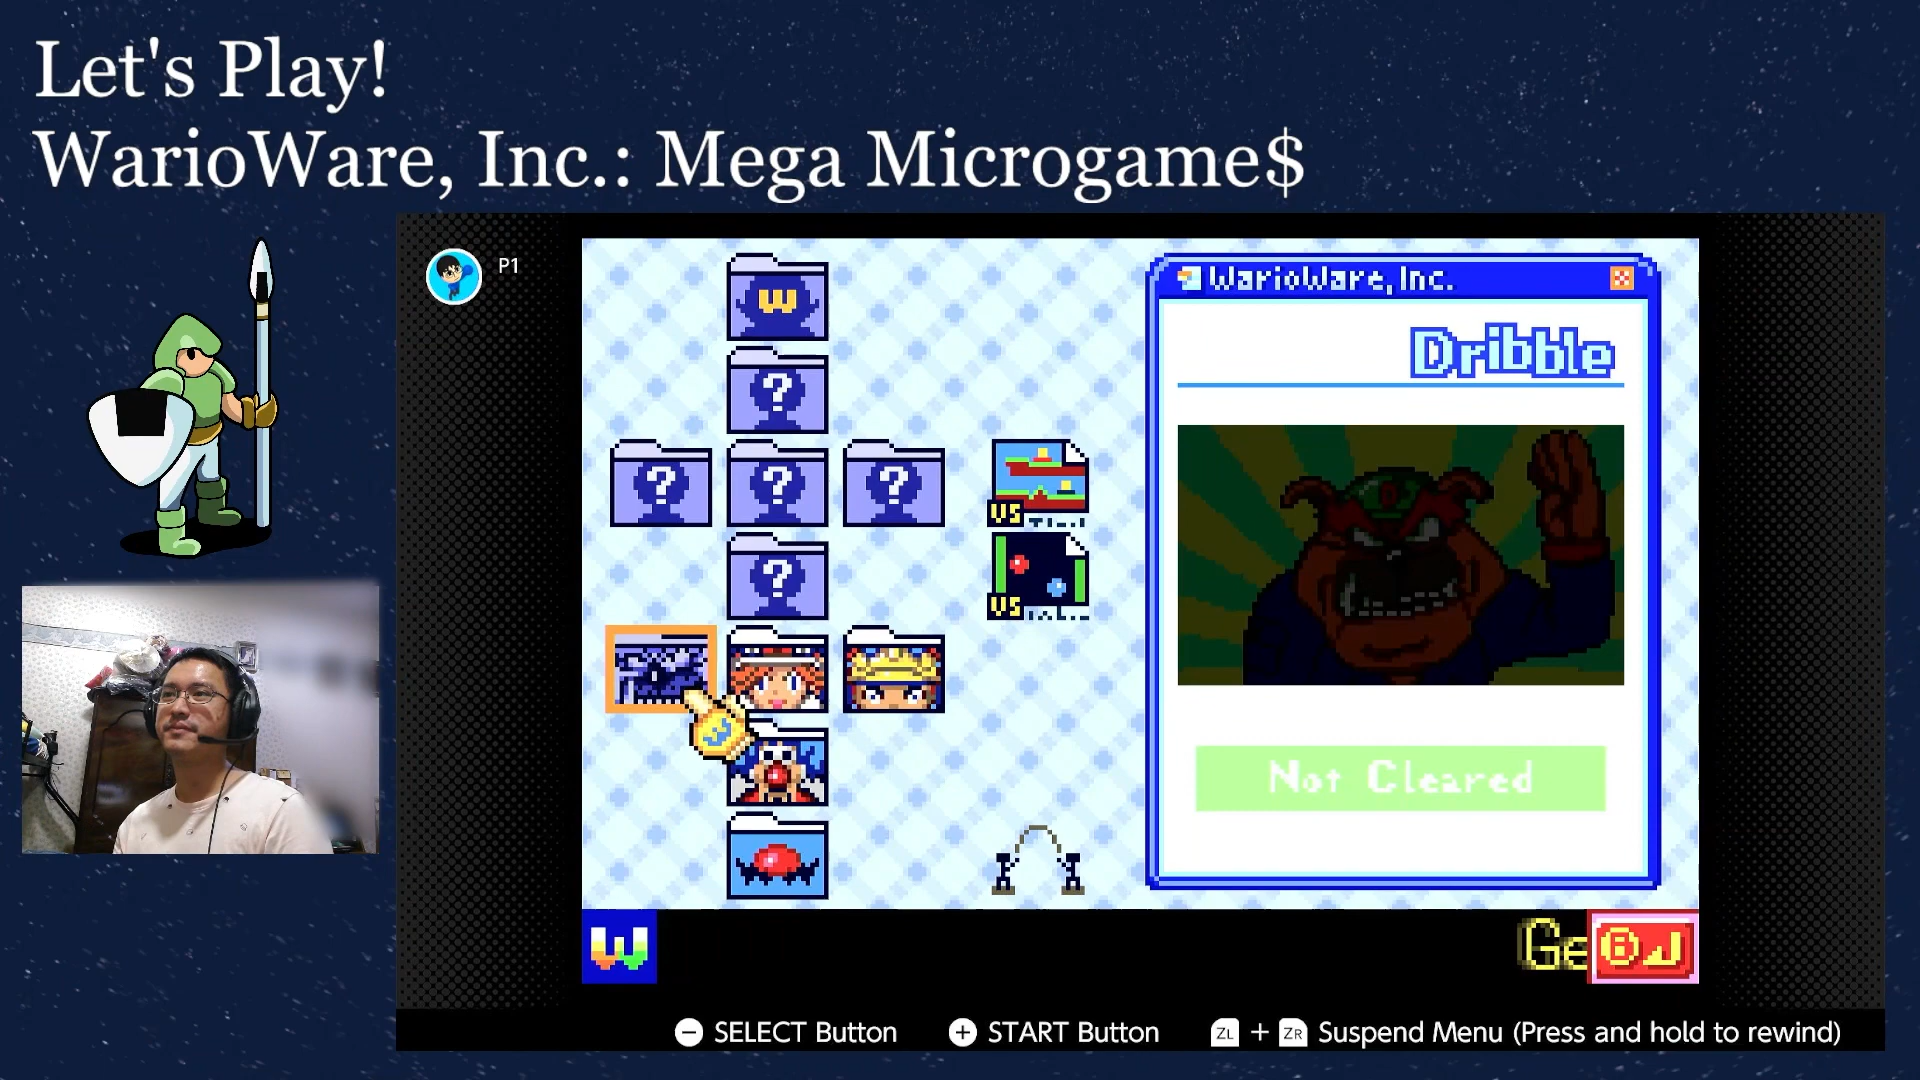 Let's Play!
WarioWare, Inc.: Mega Microgame$
P1
WarioWare, Inc.
Dribble
W
?
? ? ?
?
VS
VS
Not Cleared
W
Ge
B
SELECT Button
START Button
ZL + ZR Suspend Menu (Press and hold to rewind)